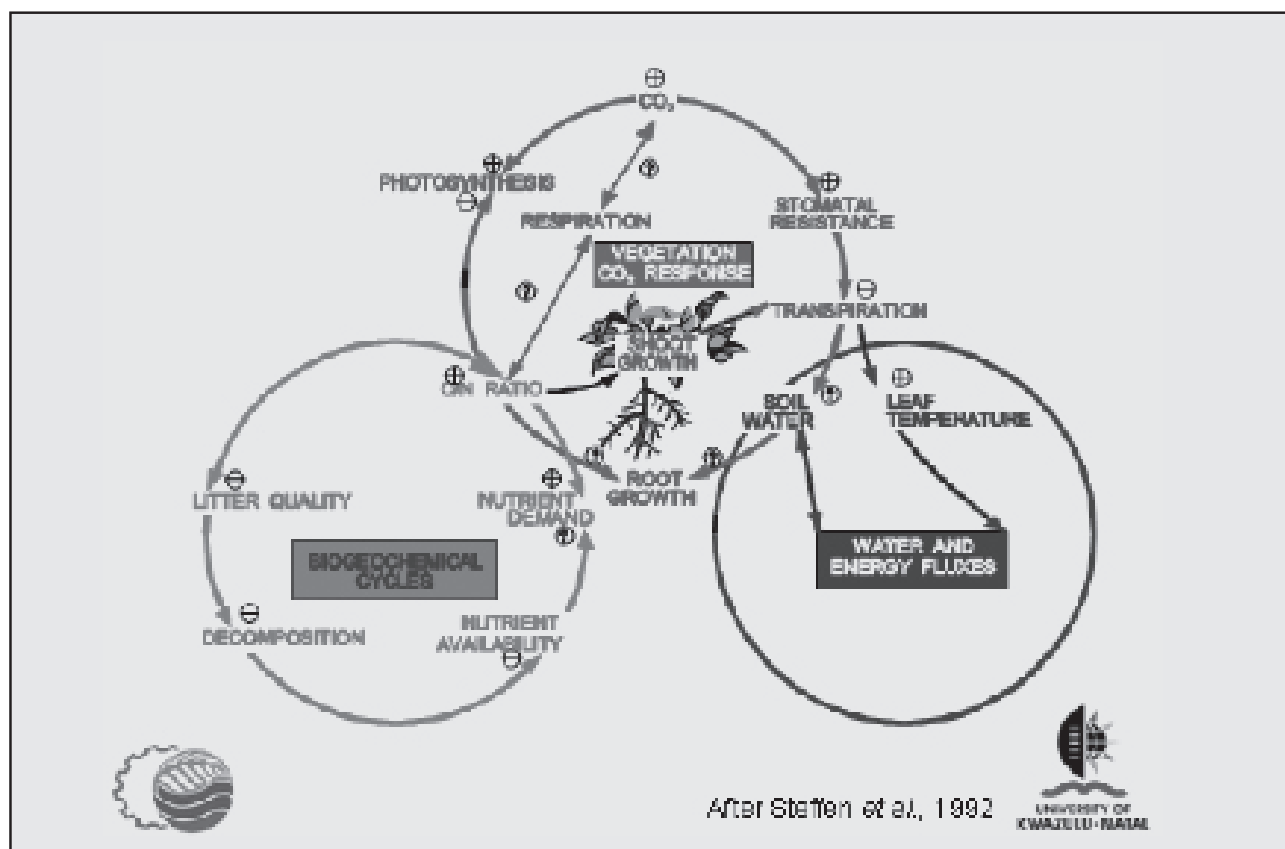 ⊕
CO₂
⊕
PHOTOSYNTHESIS
⊖
?
RESPIRATION
⊕
STOMATAL
RESISTANCE
VEGETATION
CO₂ RESPONSE
?
⊖
TRANSPIRATION
SHOOT
GROWTH
⊕
C/N RATIO
⊕
SOIL
WATER
LEAF
TEMPERATURE
⊖
LITTER QUALITY
⊕
NUTRIENT
DEMAND
ROOT
GROWTH
BIOGEOCHEMICAL
CYCLES
WATER AND
ENERGY FLUXES
⊖
DECOMPOSITION
NUTRIENT
AVAILABILITY
⊖
After Steffen et al., 1992
UNIVERSITY OF
KWAZULU-NATAL